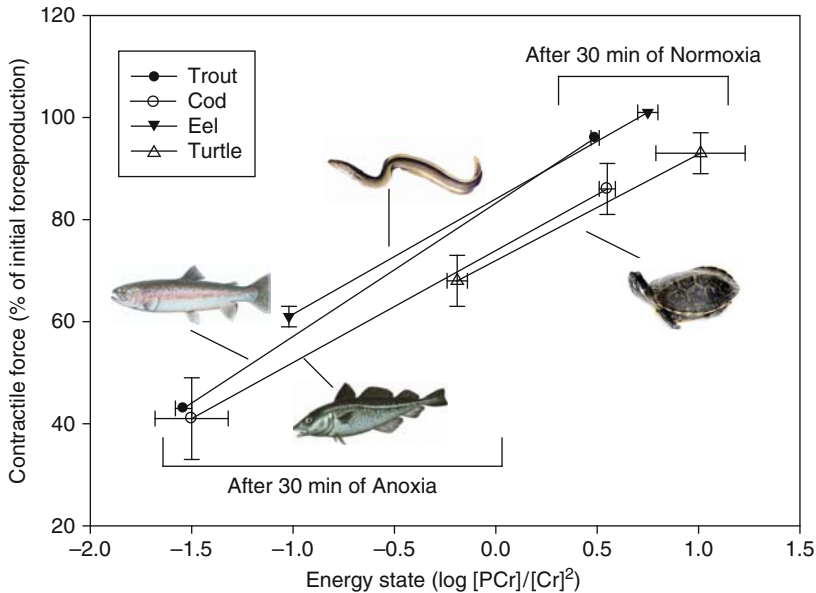 120
100
80
60
40
20
Contractile force (% of initial forceproduction)
Trout
Cod
Eel
Turtle
After 30 min of Normoxia
After 30 min of Anoxia
–2.0 –1.5 –1.0 –0.5 0.0 0.5 1.0 1.5
Energy state (log [PCr]/[Cr]²)